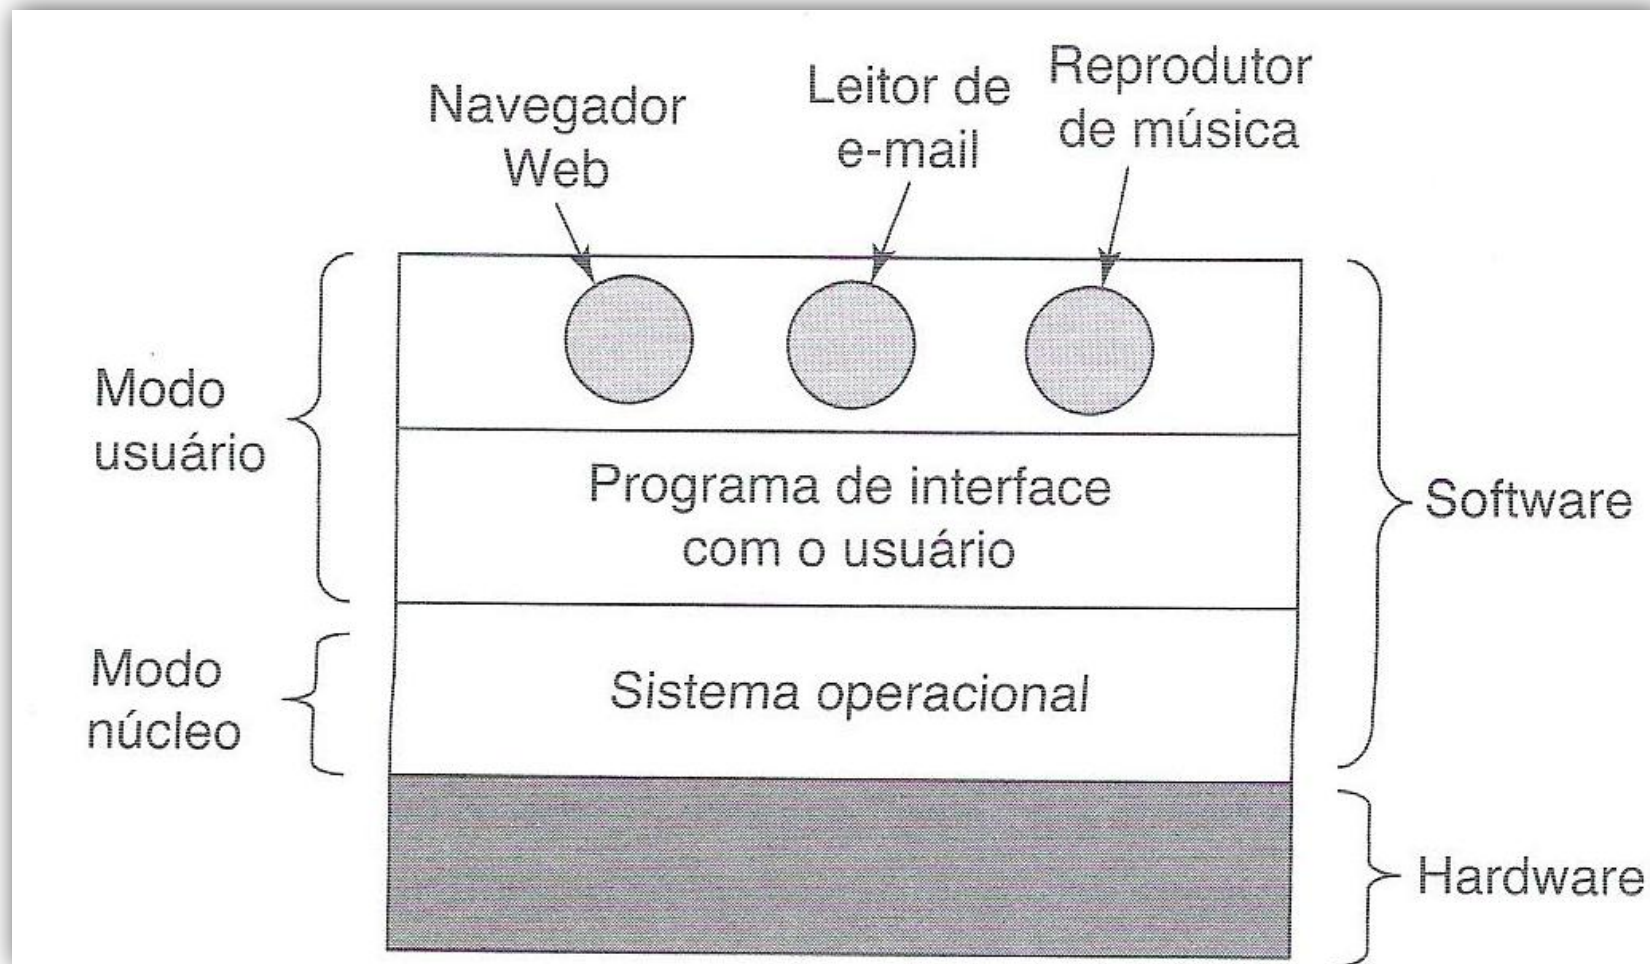 Navegador
Web
Leitor de
e-mail
Reprodutor
de música
Modo
usuário
Programa de interface
com o usuário
Software
Modo
núcleo
Sistema operacional
Hardware